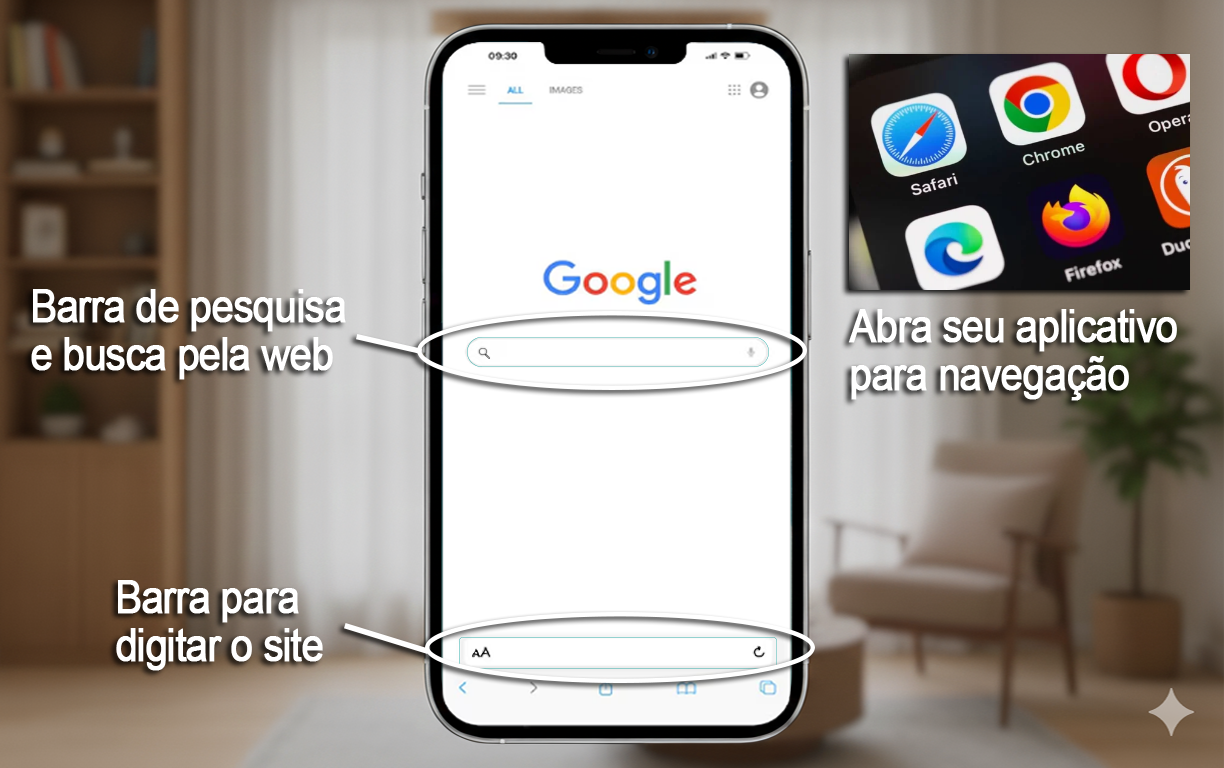 09:30
ALL IMAGES
Google
Barra de pesquisa
e busca pela web
Safari
Chrome
Opera
Firefox
Duc
Abra seu aplicativo
para navegação
Barra para
digitar o site
AA